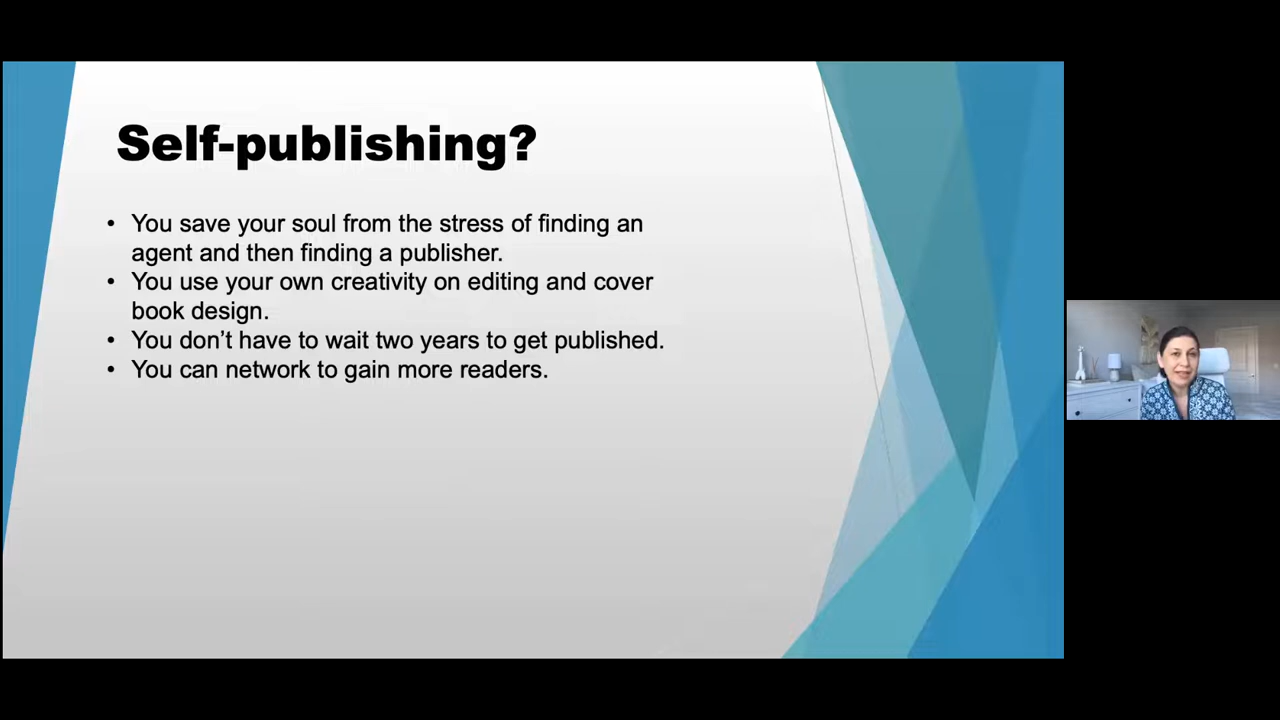 Self-publishing?
• You save your soul from the stress of finding an
agent and then finding a publisher.
• You use your own creativity on editing and cover
book design.
• You don’t have to wait two years to get published.
• You can network to gain more readers.